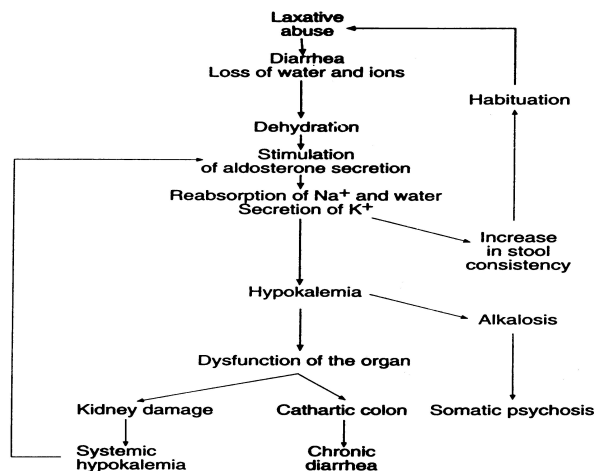 Laxative
abuse
Diarrhea
Loss of water and ions
Habituation
Dehydration
Stimulation
of aldosterone secretion
Reabsorption of Na+ and water
Secretion of K+
Increase
in stool
consistency
Hypokalemia
Alkalosis
Dysfunction of the organ
Kidney damage
Cathartic colon
Somatic psychosis
Systemic
hypokalemia
Chronic
diarrhea